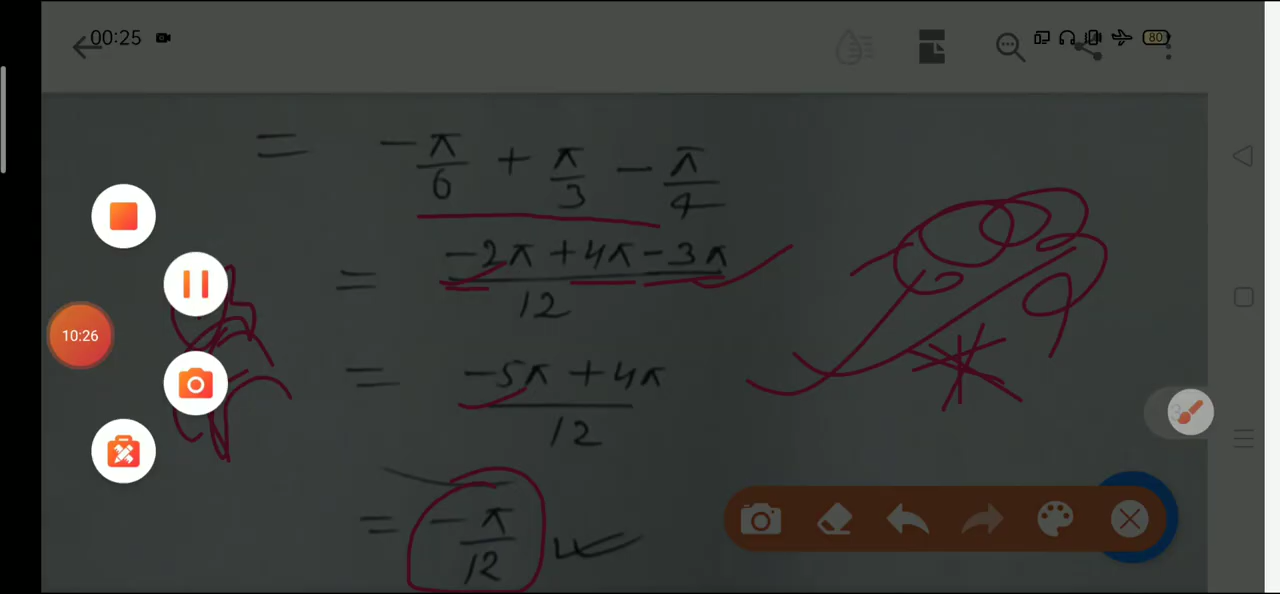 00:25
80
= -π/6 + π/3 - π/4
= (-2π + 4π - 3π)/12
10:26
= (-5π + 4π)/12
= -π/12